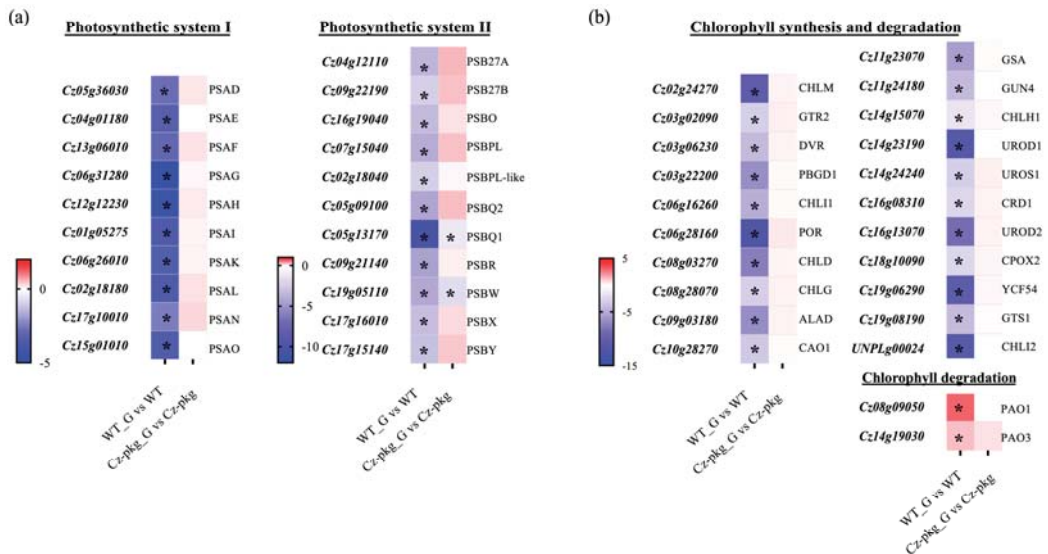 (a)
Photosynthetic system I
Cz05g36030 * PSAD
Cz04g01180 * PSAE
Cz13g06010 * PSAF
Cz06g31280 * PSAG
Cz12g12230 * PSAH
Cz01g05275 * PSAI
Cz06g26010 * PSAK
Cz02g18180 * PSAL
Cz17g10010 * PSAN
Cz15g01010 * PSAO
0
-5
WT_G vs WT
Cz-pkg_G vs Cz-pkg
Photosynthetic system II
Cz04g12110 * PSB27A
Cz09g22190 * PSB27B
Cz16g19040 * PSBO
Cz07g15040 * PSBPL
Cz02g18040 * PSBPL-like
Cz05g09100 * PSBQ2
Cz05g13170 * * PSBQ1
Cz09g21140 * PSBR
Cz19g05110 * * PSBW
Cz17g16010 * PSBX
Cz17g15140 * PSBY
0
-5
-10
WT_G vs WT
Cz-pkg_G vs Cz-pkg
(b)
Chlorophyll synthesis and degradation
Cz02g24270 * CHLM
Cz03g02090 * GTR2
Cz03g06230 * DVR
Cz03g22200 * PBGD1
Cz06g16260 * CHLI1
Cz06g28160 * POR
Cz08g03270 * CHLD
Cz08g28070 * CHLG
Cz09g03180 * ALAD
Cz10g28270 * CAO1
5
0
-5
-15
WT_G vs WT
Cz-pkg_G vs Cz-pkg
Cz11g23070 * GSA
Cz11g24180 * GUN4
Cz14g15070 * CHLH1
Cz14g23190 * UROD1
Cz14g24240 * UROS1
Cz16g08310 * CRD1
Cz16g13070 * UROD2
Cz18g10090 * CPOX2
Cz19g06290 * YCF54
Cz19g08190 * GTS1
UNPLg00024 * CHLI2
Chlorophyll degradation
Cz08g09050 * PAO1
Cz14g19030 * PAO3
WT_G vs WT
Cz-pkg_G vs Cz-pkg